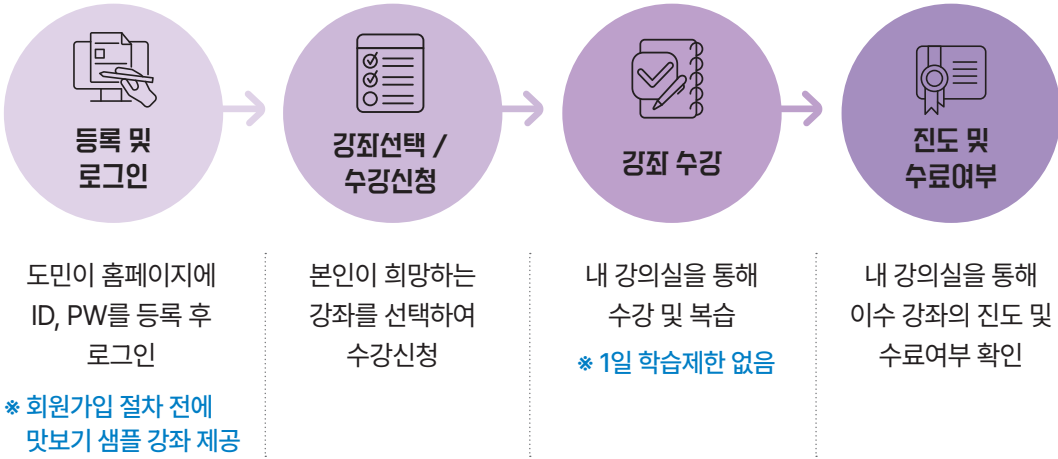 등록 및
로그인
강좌선택 /
수강신청
강좌 수강
진도 및
수료여부
도민이 홈페이지에
ID, PW를 등록 후
로그인
※ 회원가입 절차 전에
맛보기 샘플 강좌 제공
본인이 희망하는
강좌를 선택하여
수강신청
내 강의실을 통해
수강 및 복습
※ 1일 학습제한 없음
내 강의실을 통해
이수 강좌의 진도 및
수료여부 확인